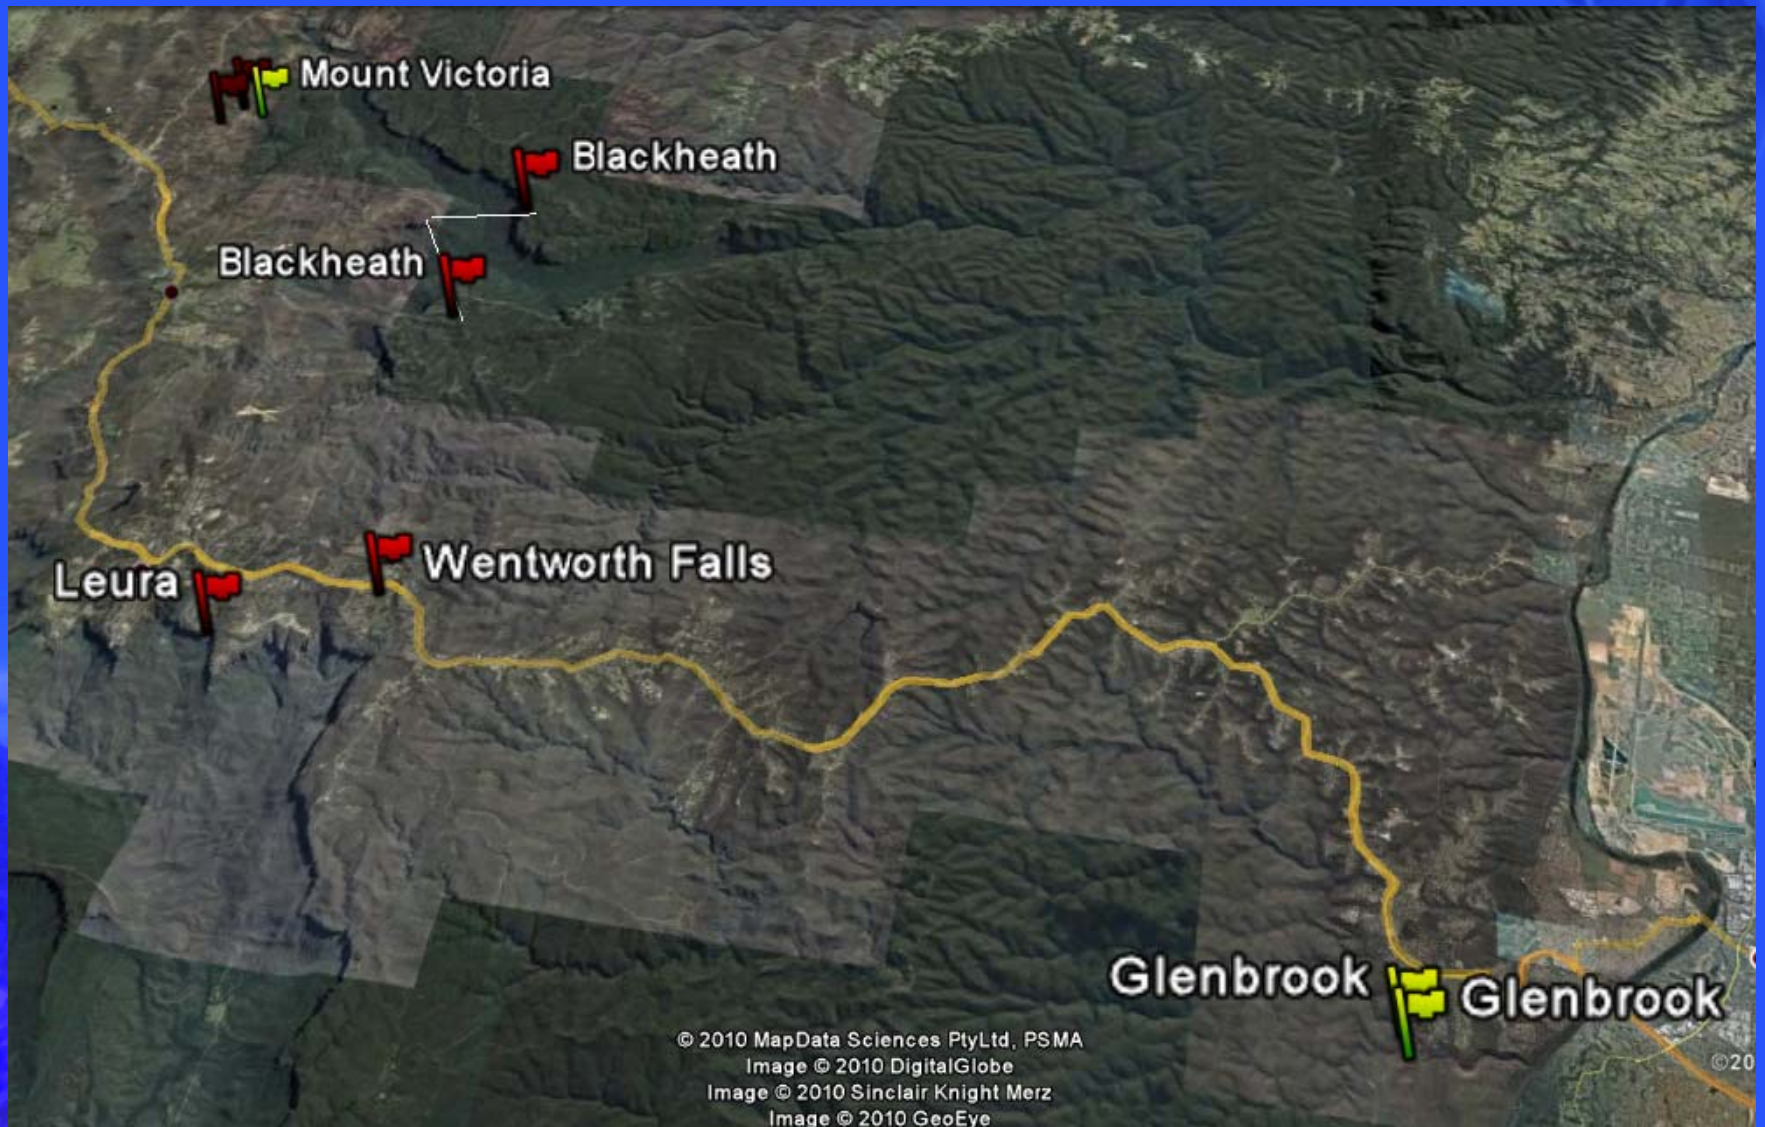 Mount Victoria
Blackheath
Blackheath
Wentworth Falls
Leura
Glenbrook
Glenbrook
© 2010 MapData Sciences PtyLtd, PSMA
Image © 2010 DigitalGlobe
Image © 2010 Sinclair Knight Merz
Image © 2010 GeoEye
©20